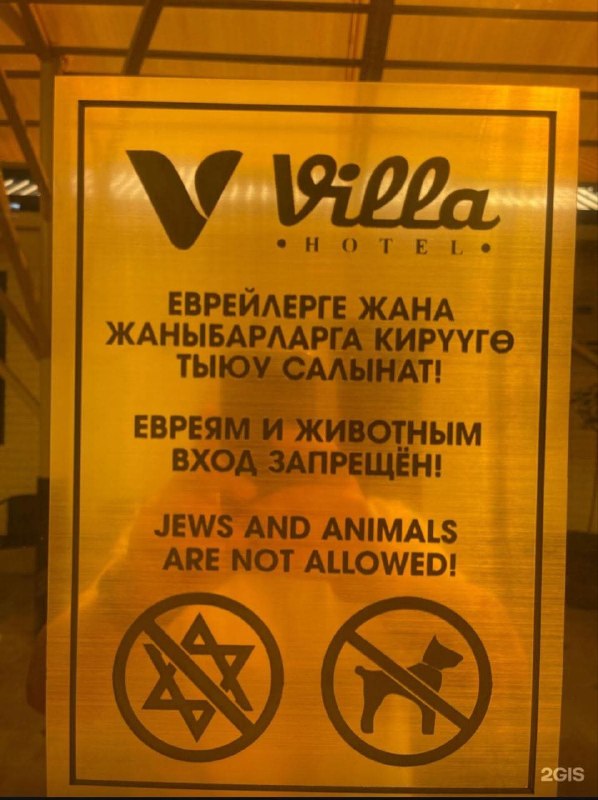 Villa
• HOTEL •
ЕВРЕЙЛЕРГЕ ЖАНА
ЖАНЫБАРЛАРГА КИРҮҮГӨ
ТЫЮУ САЛЫНАТ!
ЕВРЕЯМ И ЖИВОТНЫМ
ВХОД ЗАПРЕЩЁН!
JEWS AND ANIMALS
ARE NOT ALLOWED!
2GIS